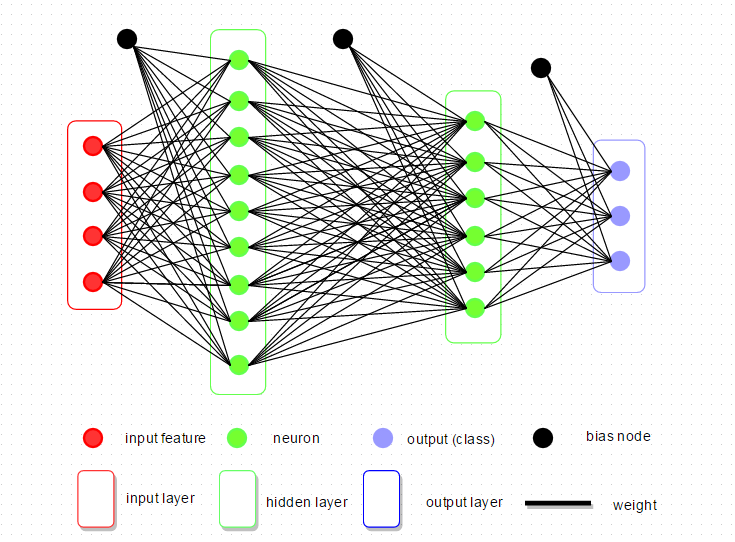 input feature
neuron
output (class)
bias node
input layer
hidden layer
output layer
weight